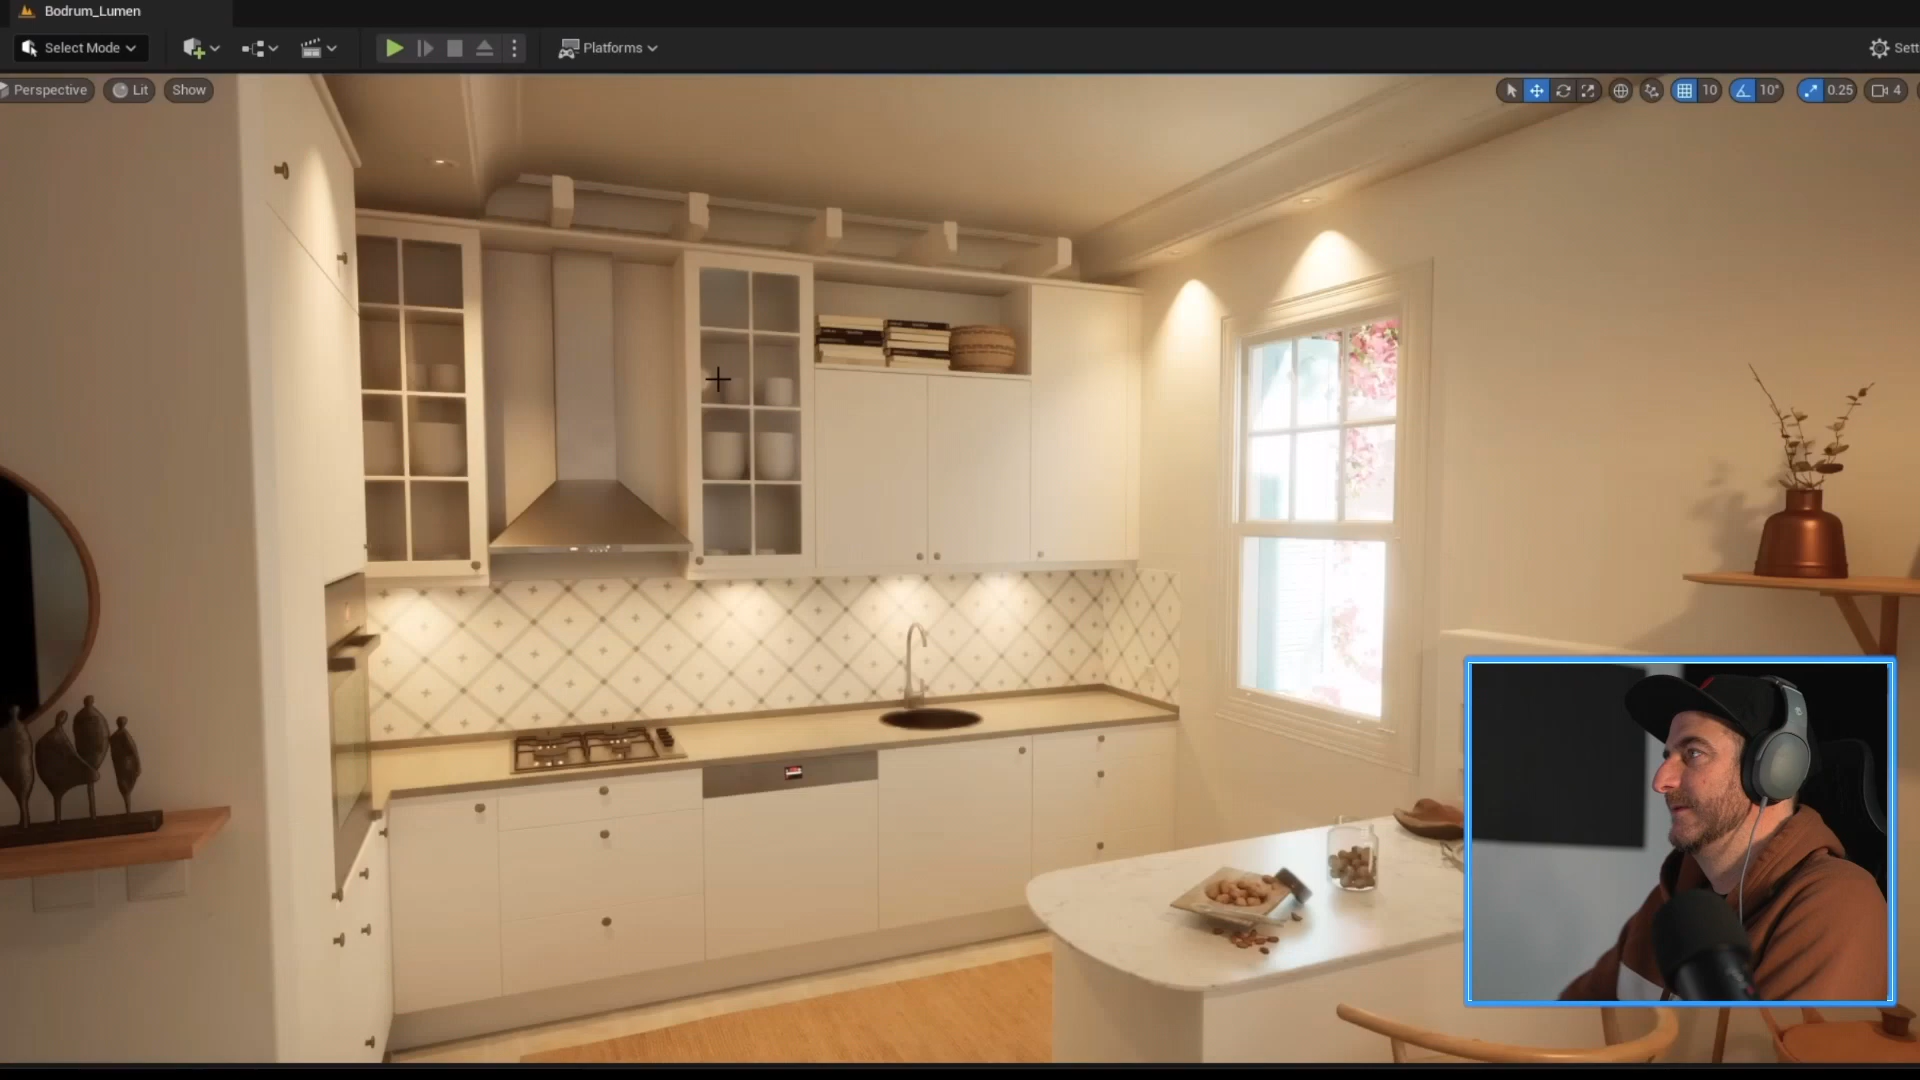 Bodrum_Lumen
Select Mode
Platforms
Sett
Perspective
Lit
Show
10
10°
0.25
4